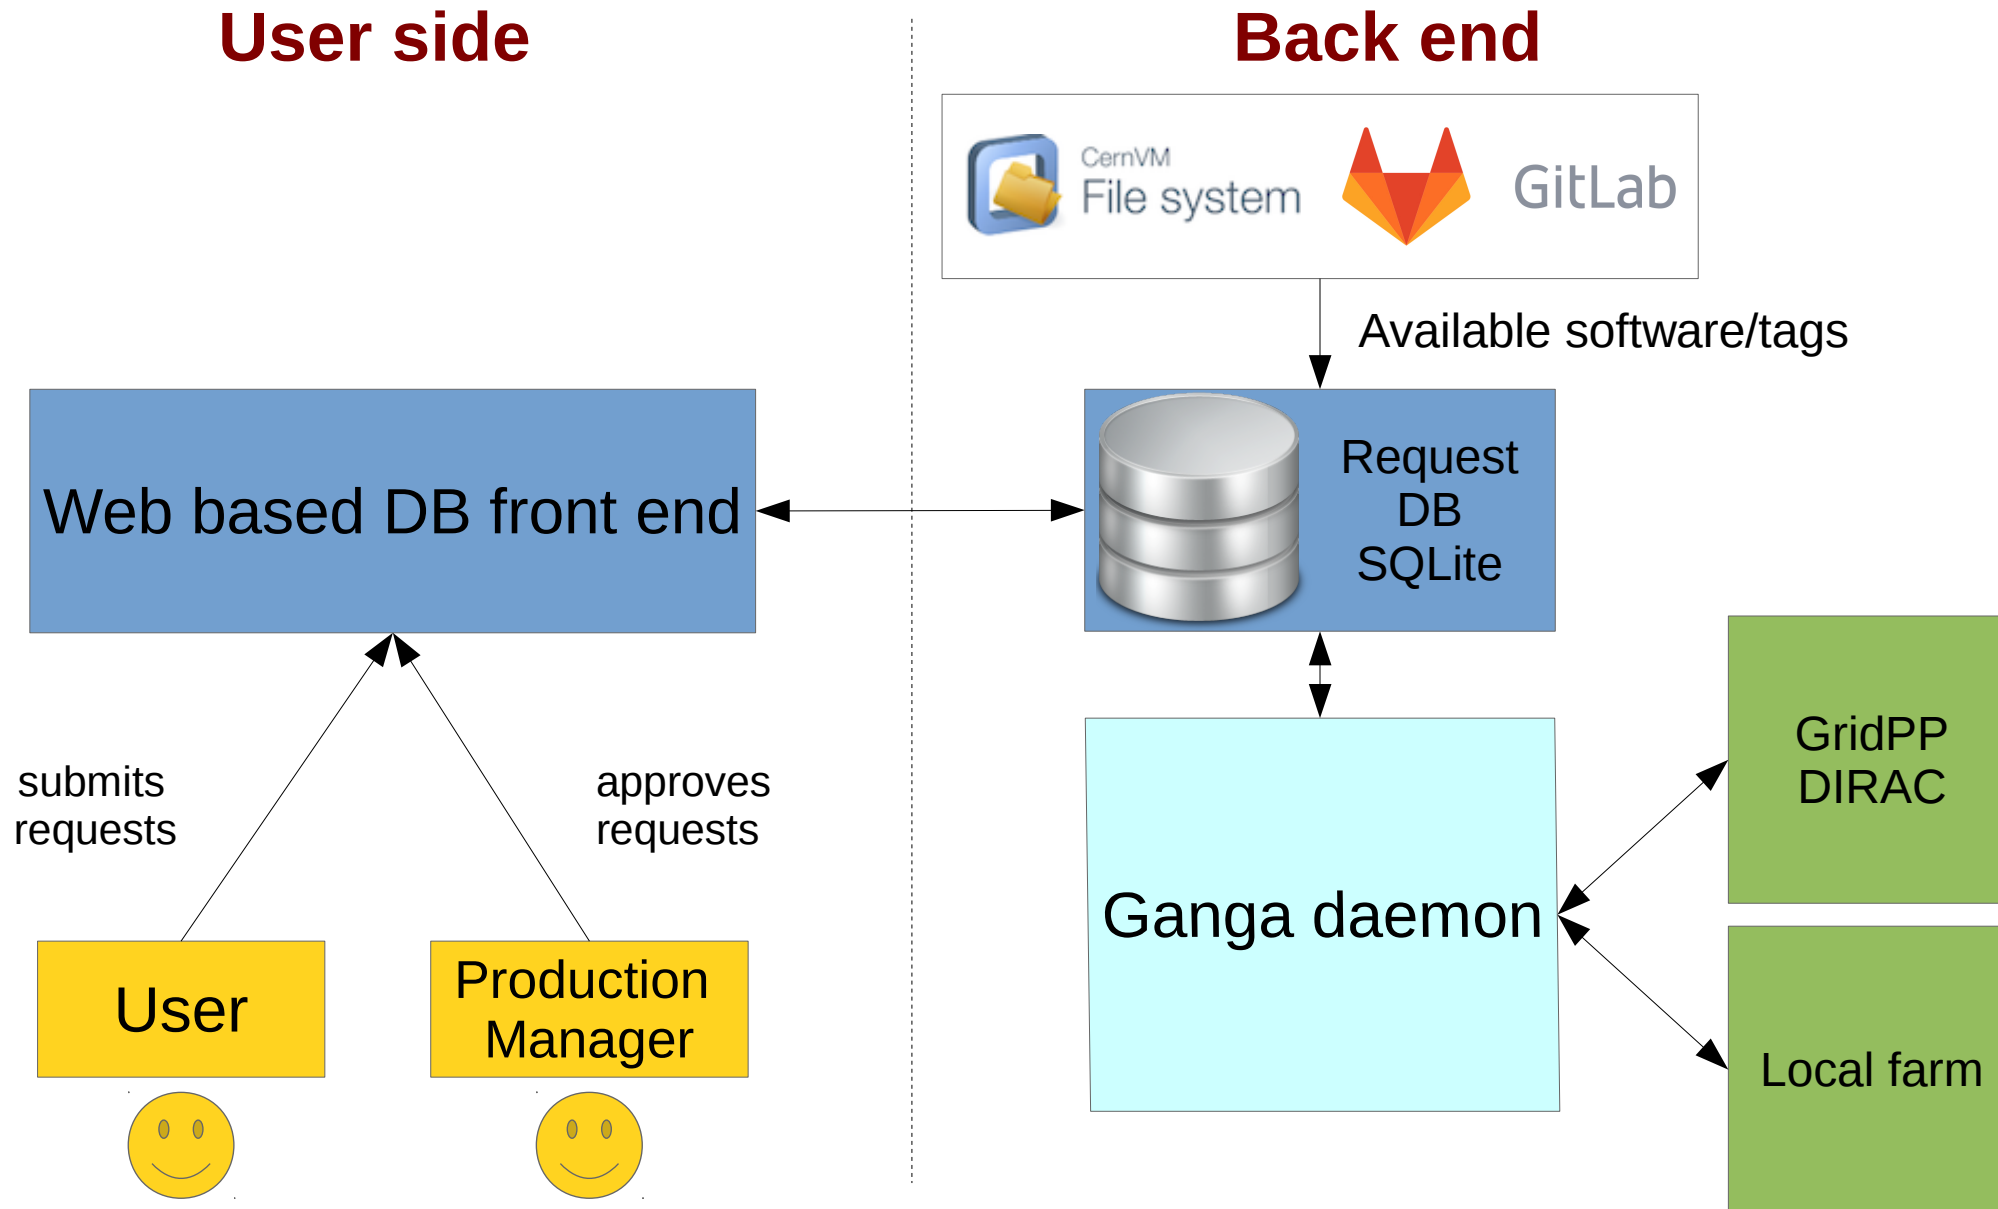 User side
Back end
CernVM
File system
GitLab
Available software/tags
Web based DB front end
Request
DB
SQLite
submits
requests
approves
requests
GridPP
DIRAC
Ganga daemon
User
Production
Manager
Local farm